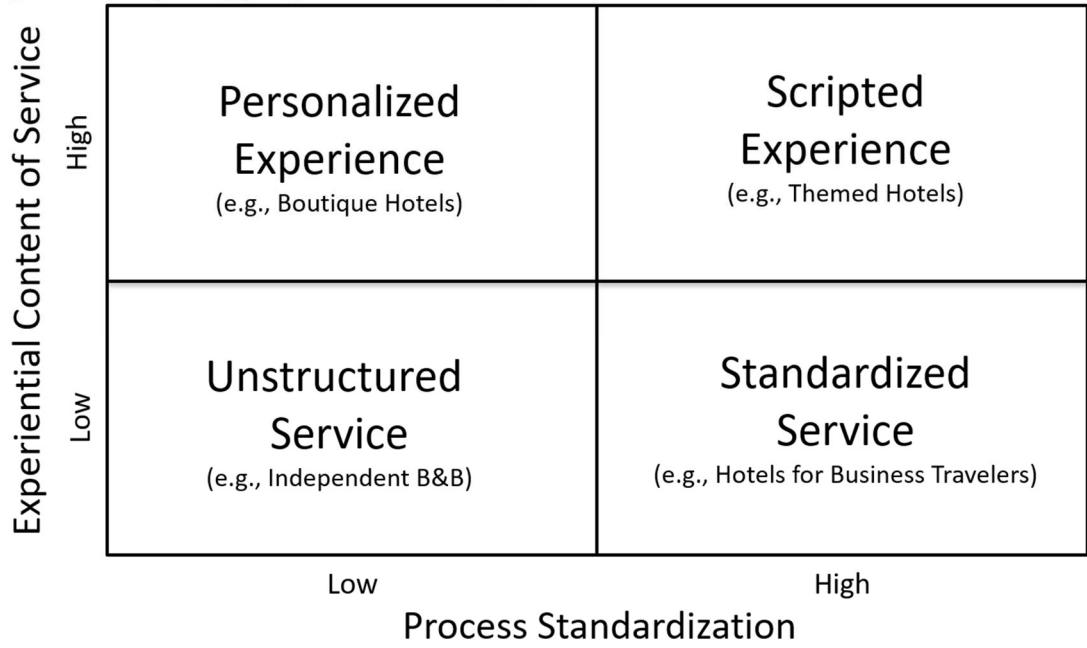 Experiential Content of Service
High
Low
Personalized
Experience
(e.g., Boutique Hotels)
Scripted
Experience
(e.g., Themed Hotels)
Unstructured
Service
(e.g., Independent B&B)
Standardized
Service
(e.g., Hotels for Business Travelers)
Low
High
Process Standardization